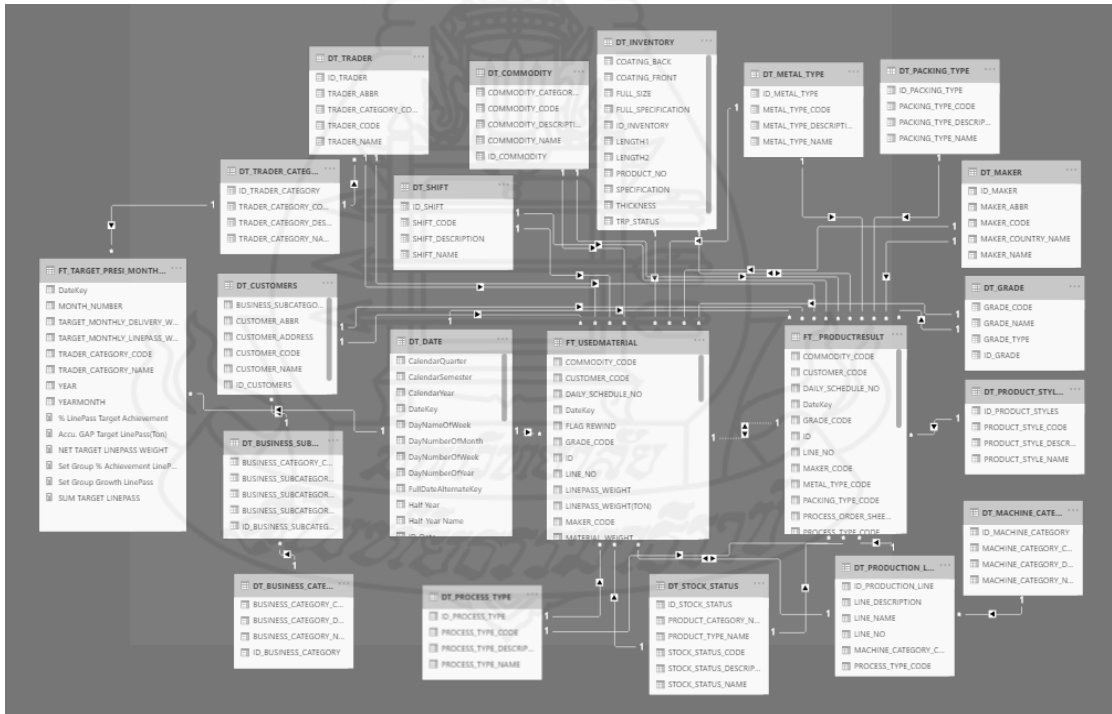 DT_TRADER
ID_TRADER
TRADER_ABBR
TRADER_CATEGORY_CO...
TRADER_CODE
TRADER_NAME
DT_COMMODITY
COMMODITY_CATEGOR...
COMMODITY_CODE
COMMODITY_DESCRIPTI...
COMMODITY_NAME
ID_COMMODITY
DT_INVENTORY
COATING_BACK
COATING_FRONT
FULL_SIZE
FULL_SPECIFICATION
ID_INVENTORY
LENGTH1
LENGTH2
PRODUCT_NO
SPECIFICATION
THICKNESS
TRP_STATUS
DT_METAL_TYPE
ID_METAL_TYPE
METAL_TYPE_CODE
METAL_TYPE_DESCRIPTI...
METAL_TYPE_NAME
DT_PACKING_TYPE
ID_PACKING_TYPE
PACKING_TYPE_CODE
PACKING_TYPE_DESCRIP...
PACKING_TYPE_NAME
DT_TRADER_CATEG...
ID_TRADER_CATEGORY
TRADER_CATEGORY_CO...
TRADER_CATEGORY_DES...
TRADER_CATEGORY_NA...
DT_SHIFT
ID_SHIFT
SHIFT_CODE
SHIFT_DESCRIPTION
SHIFT_NAME
DT_MAKER
ID_MAKER
MAKER_ABBR
MAKER_CODE
MAKER_COUNTRY_NAME
MAKER_NAME
FT_TARGET_PRESI_MONTH...
DateKey
MONTH_NUMBER
TARGET_MONTHLY_DELIVERY_W...
TARGET_MONTHLY_LINEPASS_W...
TRADER_CATEGORY_CODE
TRADER_CATEGORY_NAME
YEAR
YEARMONTH
% LinePass Target Achievement
Accu. GAP Target LinePass(Ton)
NET TARGET LINEPASS WEIGHT
Set Group % Achievement LineP...
Set Group Growth LinePass
SUM TARGET LINEPASS
DT_CUSTOMERS
BUSINESS_SUBCATEGO...
CUSTOMER_ABBR
CUSTOMER_ADDRESS
CUSTOMER_CODE
CUSTOMER_NAME
ID_CUSTOMERS
DT_DATE
CalendarQuarter
CalendarSemester
CalendarYear
DateKey
DayNameOfWeek
DayNumberOfMonth
DayNumberOfWeek
DayNumberOfYear
FullDateAlternateKey
Half Year
Half Year Name
ID_Date
FT_USEDMATERIAL
COMMODITY_CODE
CUSTOMER_CODE
DAILY_SCHEDULE_NO
DateKey
FLAG REWIND
GRADE_CODE
ID
LINE_NO
LINEPASS_WEIGHT
LINEPASS_WEIGHT(TON)
MAKER_CODE
MATERIAL_WEIGHT
FT_PRODUCTRESULT
COMMODITY_CODE
CUSTOMER_CODE
DAILY_SCHEDULE_NO
DateKey
GRADE_CODE
ID
LINE_NO
MAKER_CODE
METAL_TYPE_CODE
PACKING_TYPE_CODE
PROCESS_ORDER_SHEE...
PROCESS_TYPE_CODE
DT_GRADE
GRADE_CODE
GRADE_NAME
GRADE_TYPE
ID_GRADE
DT_PRODUCT_STYL...
ID_PRODUCT_STYLES
PRODUCT_STYLE_CODE
PRODUCT_STYLE_DESCR...
PRODUCT_STYLE_NAME
DT_BUSINESS_SUB...
BUSINESS_CATEGORY_C...
BUSINESS_SUBCATEGOR...
BUSINESS_SUBCATEGOR...
BUSINESS_SUBCATEGOR...
ID_BUSINESS_SUBCATEG...
DT_BUSINESS_CATE...
BUSINESS_CATEGORY_C...
BUSINESS_CATEGORY_D...
BUSINESS_CATEGORY_N...
ID_BUSINESS_CATEGORY
DT_PROCESS_TYPE
ID_PROCESS_TYPE
PROCESS_TYPE_CODE
PROCESS_TYPE_DESCRIP...
PROCESS_TYPE_NAME
DT_STOCK_STATUS
ID_STOCK_STATUS
PRODUCT_CATEGORY_N...
PRODUCT_TYPE_NAME
STOCK_STATUS_CODE
STOCK_STATUS_DESCRIP...
STOCK_STATUS_NAME
DT_PRODUCTION_L...
ID_PRODUCTION_LINE
LINE_DESCRIPTION
LINE_NAME
LINE_NO
MACHINE_CATEGORY_C...
PROCESS_TYPE_CODE
DT_MACHINE_CATE...
ID_MACHINE_CATEGORY
MACHINE_CATEGORY_C...
MACHINE_CATEGORY_D...
MACHINE_CATEGORY_N...